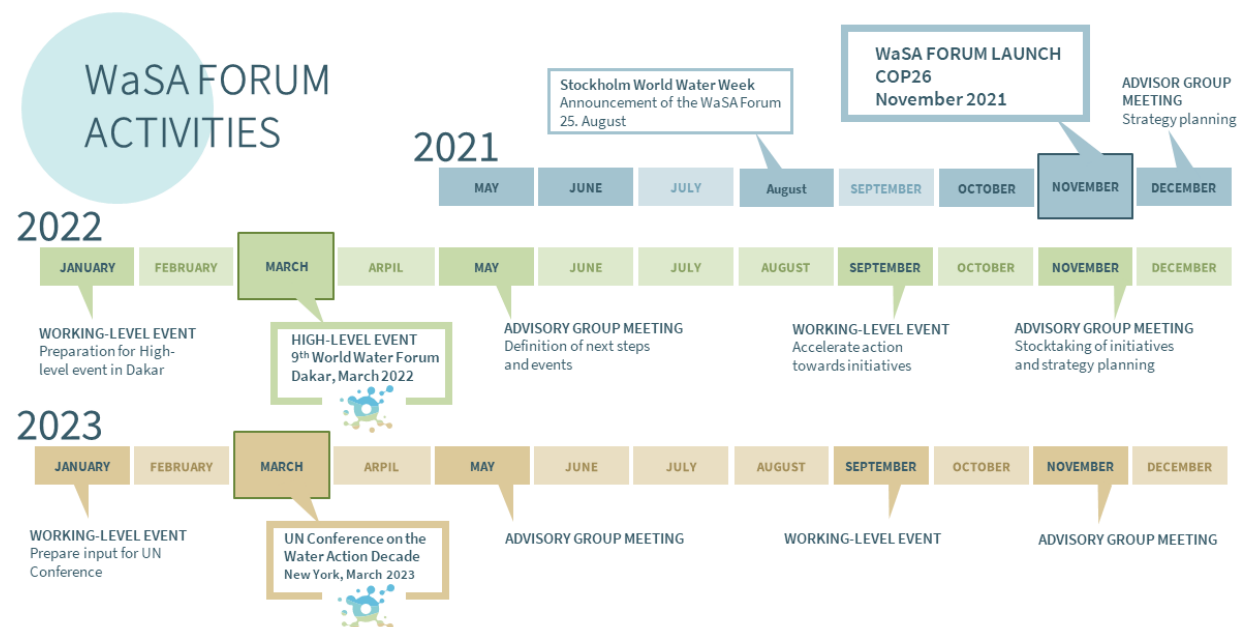 WaSA FORUM
ACTIVITIES
Stockholm World Water Week
Announcement of the WaSA Forum
25. August
WaSA FORUM LAUNCH
COP26
November 2021
ADVISOR GROUP
MEETING
Strategy planning
2021
MAY JUNE JULY August SEPTEMBER OCTOBER NOVEMBER DECEMBER
2022
JANUARY FEBRUARY MARCH ARPIL MAY JUNE JULY AUGUST SEPTEMBER OCTOBER NOVEMBER DECEMBER
WORKING-LEVEL EVENT
Preparation for High-
level event in Dakar
HIGH-LEVEL EVENT
9th World Water Forum
Dakar, March 2022
ADVISORY GROUP MEETING
Definition of next steps
and events
WORKING-LEVEL EVENT
Accelerate action
towards initiatives
ADVISORY GROUP MEETING
Stocktaking of initiatives
and strategy planning
2023
JANUARY FEBRUARY MARCH ARPIL MAY JUNE JULY AUGUST SEPTEMBER OCTOBER NOVEMBER DECEMBER
WORKING-LEVEL EVENT
Prepare input for UN
Conference
UN Conference on the
Water Action Decade
New York, March 2023
ADVISORY GROUP MEETING
WORKING-LEVEL EVENT
ADVISORY GROUP MEETING